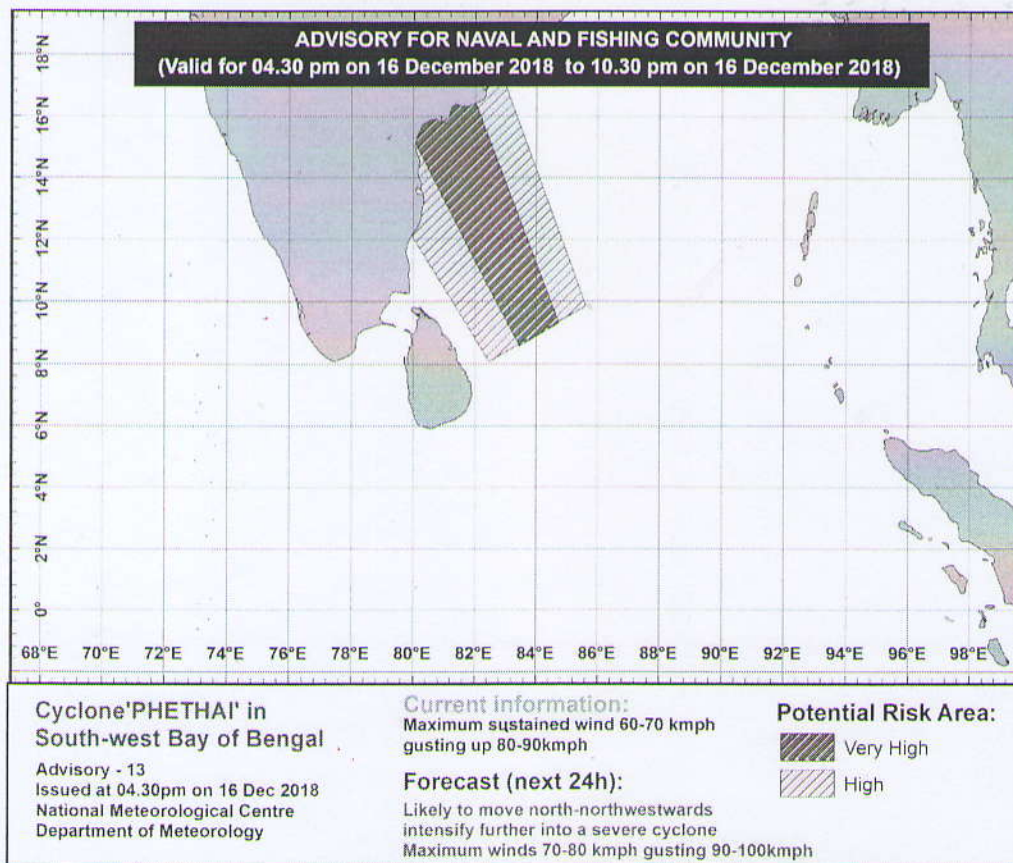 ADVISORY FOR NAVAL AND FISHING COMMUNITY
(Valid for 04.30 pm on 16 December 2018 to 10.30 pm on 16 December 2018)
18°N
16°N
14°N
12°N
10°N
8°N
6°N
4°N
2°N
0°
68°E 70°E 72°E 74°E 76°E 78°E 80°E 82°E 84°E 86°E 88°E 90°E 92°E 94°E 96°E 98°E
Cyclone'PHETHAI' in
South-west Bay of Bengal
Advisory - 13
Issued at 04.30pm on 16 Dec 2018
National Meteorological Centre
Department of Meteorology
Current information:
Maximum sustained wind 60-70 kmph
gusting up 80-90kmph
Forecast (next 24h):
Likely to move north-northwestwards
intensify further into a severe cyclone
Maximum winds 70-80 kmph gusting 90-100kmph
Potential Risk Area:
Very High
High